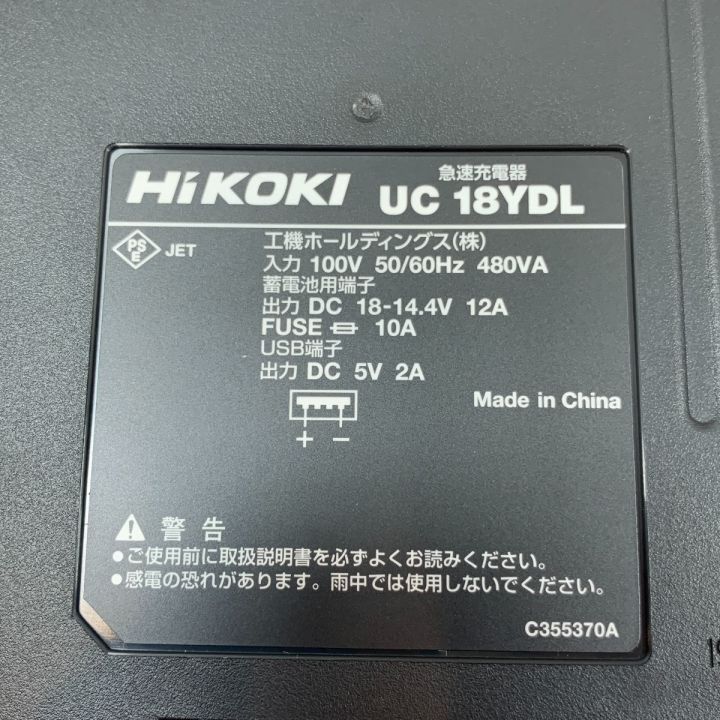 急速充電器
HiKOKI UC 18YDL
PSE JET
工機ホールディングス(株)
入力 100V 50/60Hz 480VA
蓄電池用端子
出力 DC 18-14.4V 12A
FUSE 10A
USB端子
出力 DC 5V 2A
Made in China
+ −
警告
●ご使用前に取扱説明書を必ずよくお読みください。
●感電の恐れがあります。雨中では使用しないでください。
C355370A